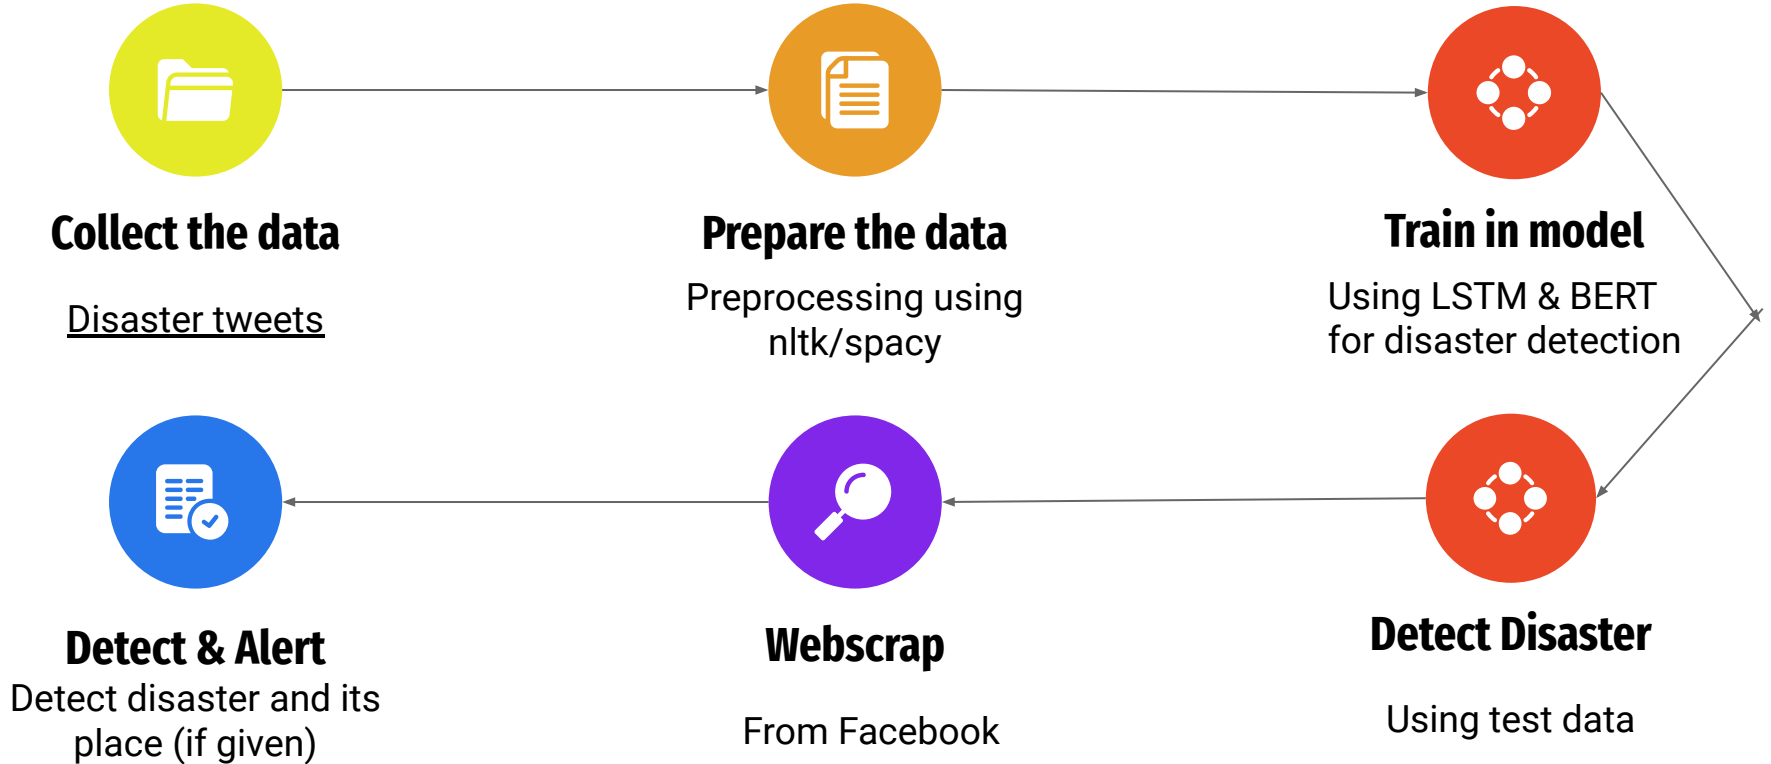 Collect the data
Disaster tweets
Prepare the data
Preprocessing using
nltk/spacy
Train in model
Using LSTM & BERT
for disaster detection
Detect Disaster
Using test data
Webscrap
From Facebook
Detect & Alert
Detect disaster and its
place (if given)